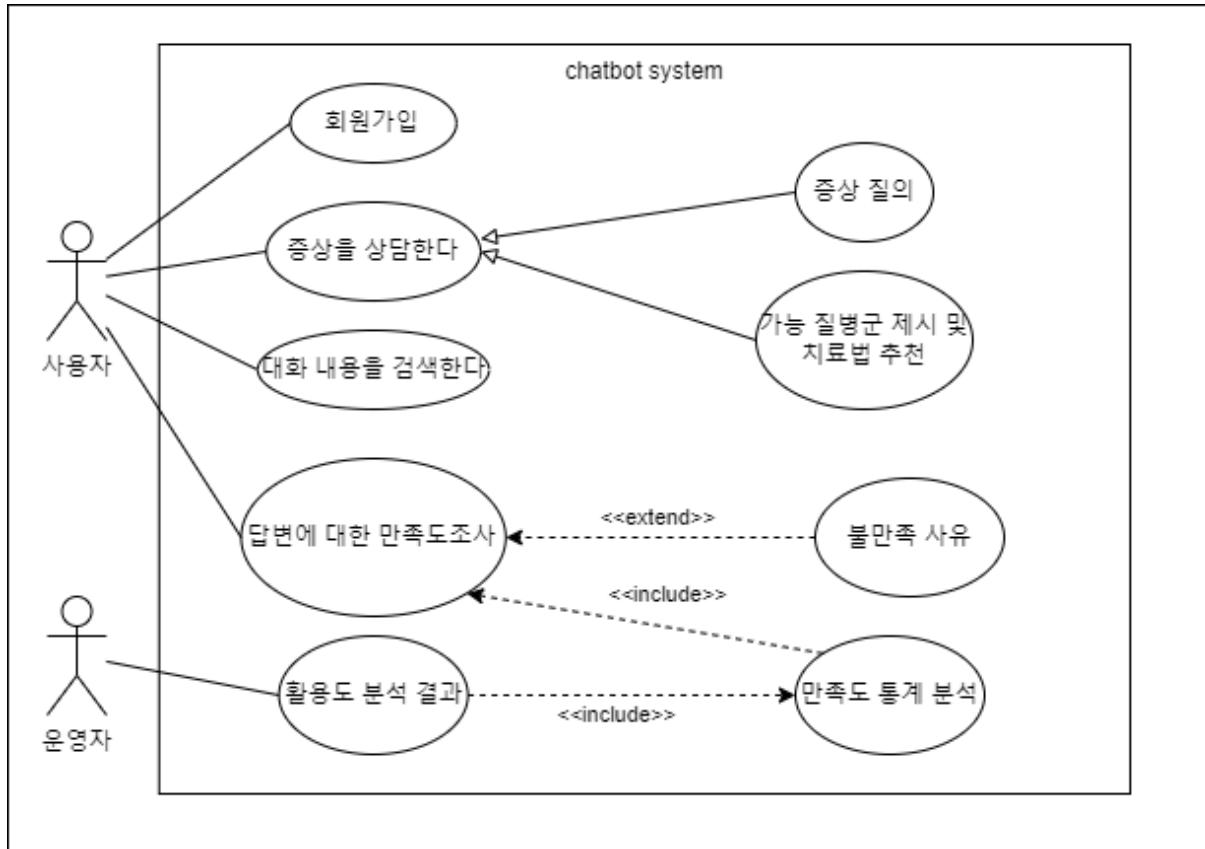 chatbot system
회원가입
증상 질의
증상을 상담한다
가능 질병군 제시 및
치료법 추천
사용자
대화 내용을 검색한다
<<extend>>
답변에 대한 만족도조사
불만족 사유
<<include>>
활용도 분석 결과
만족도 통계 분석
<<include>>
운영자